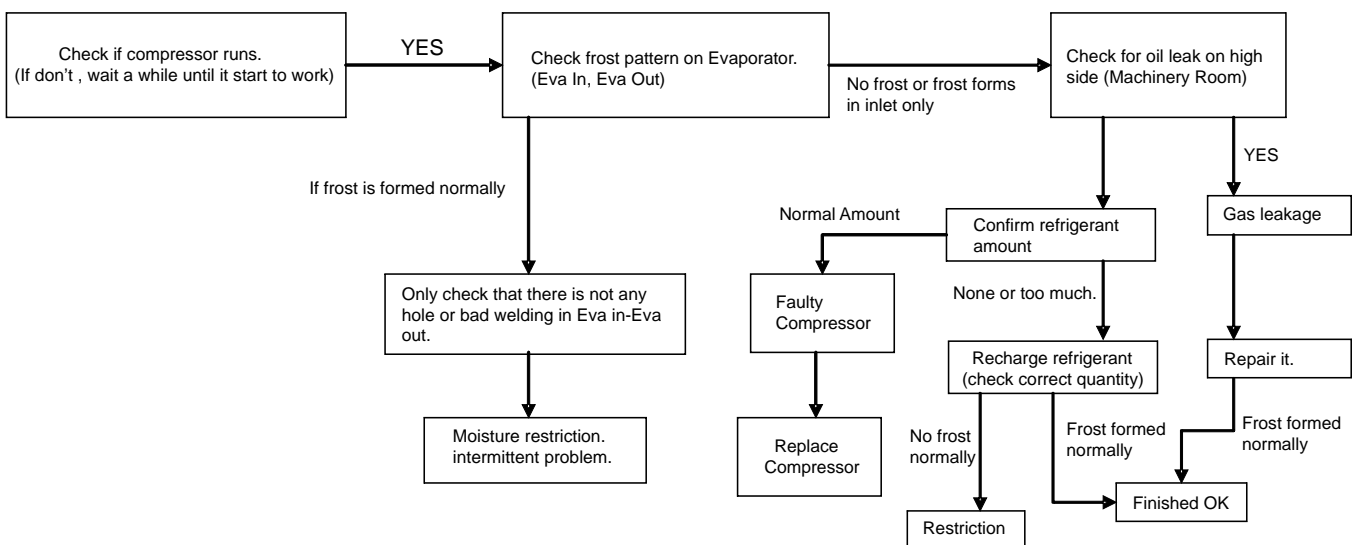 Check if compressor runs.
(If don't , wait a while until it start to work)
YES
Check frost pattern on Evaporator.
(Eva In, Eva Out)
No frost or frost forms
in inlet only
Check for oil leak on high
side (Machinery Room)
YES
If frost is formed normally
Normal Amount
Confirm refrigerant
amount
Gas leakage
Only check that there is not any
hole or bad welding in Eva in-Eva
out.
Faulty
Compressor
None or too much.
Recharge refrigerant
(check correct quantity)
Repair it.
Moisture restriction.
intermittent problem.
Replace
Compressor
No frost
normally
Frost formed
normally
Frost formed
normally
Finished OK
Restriction